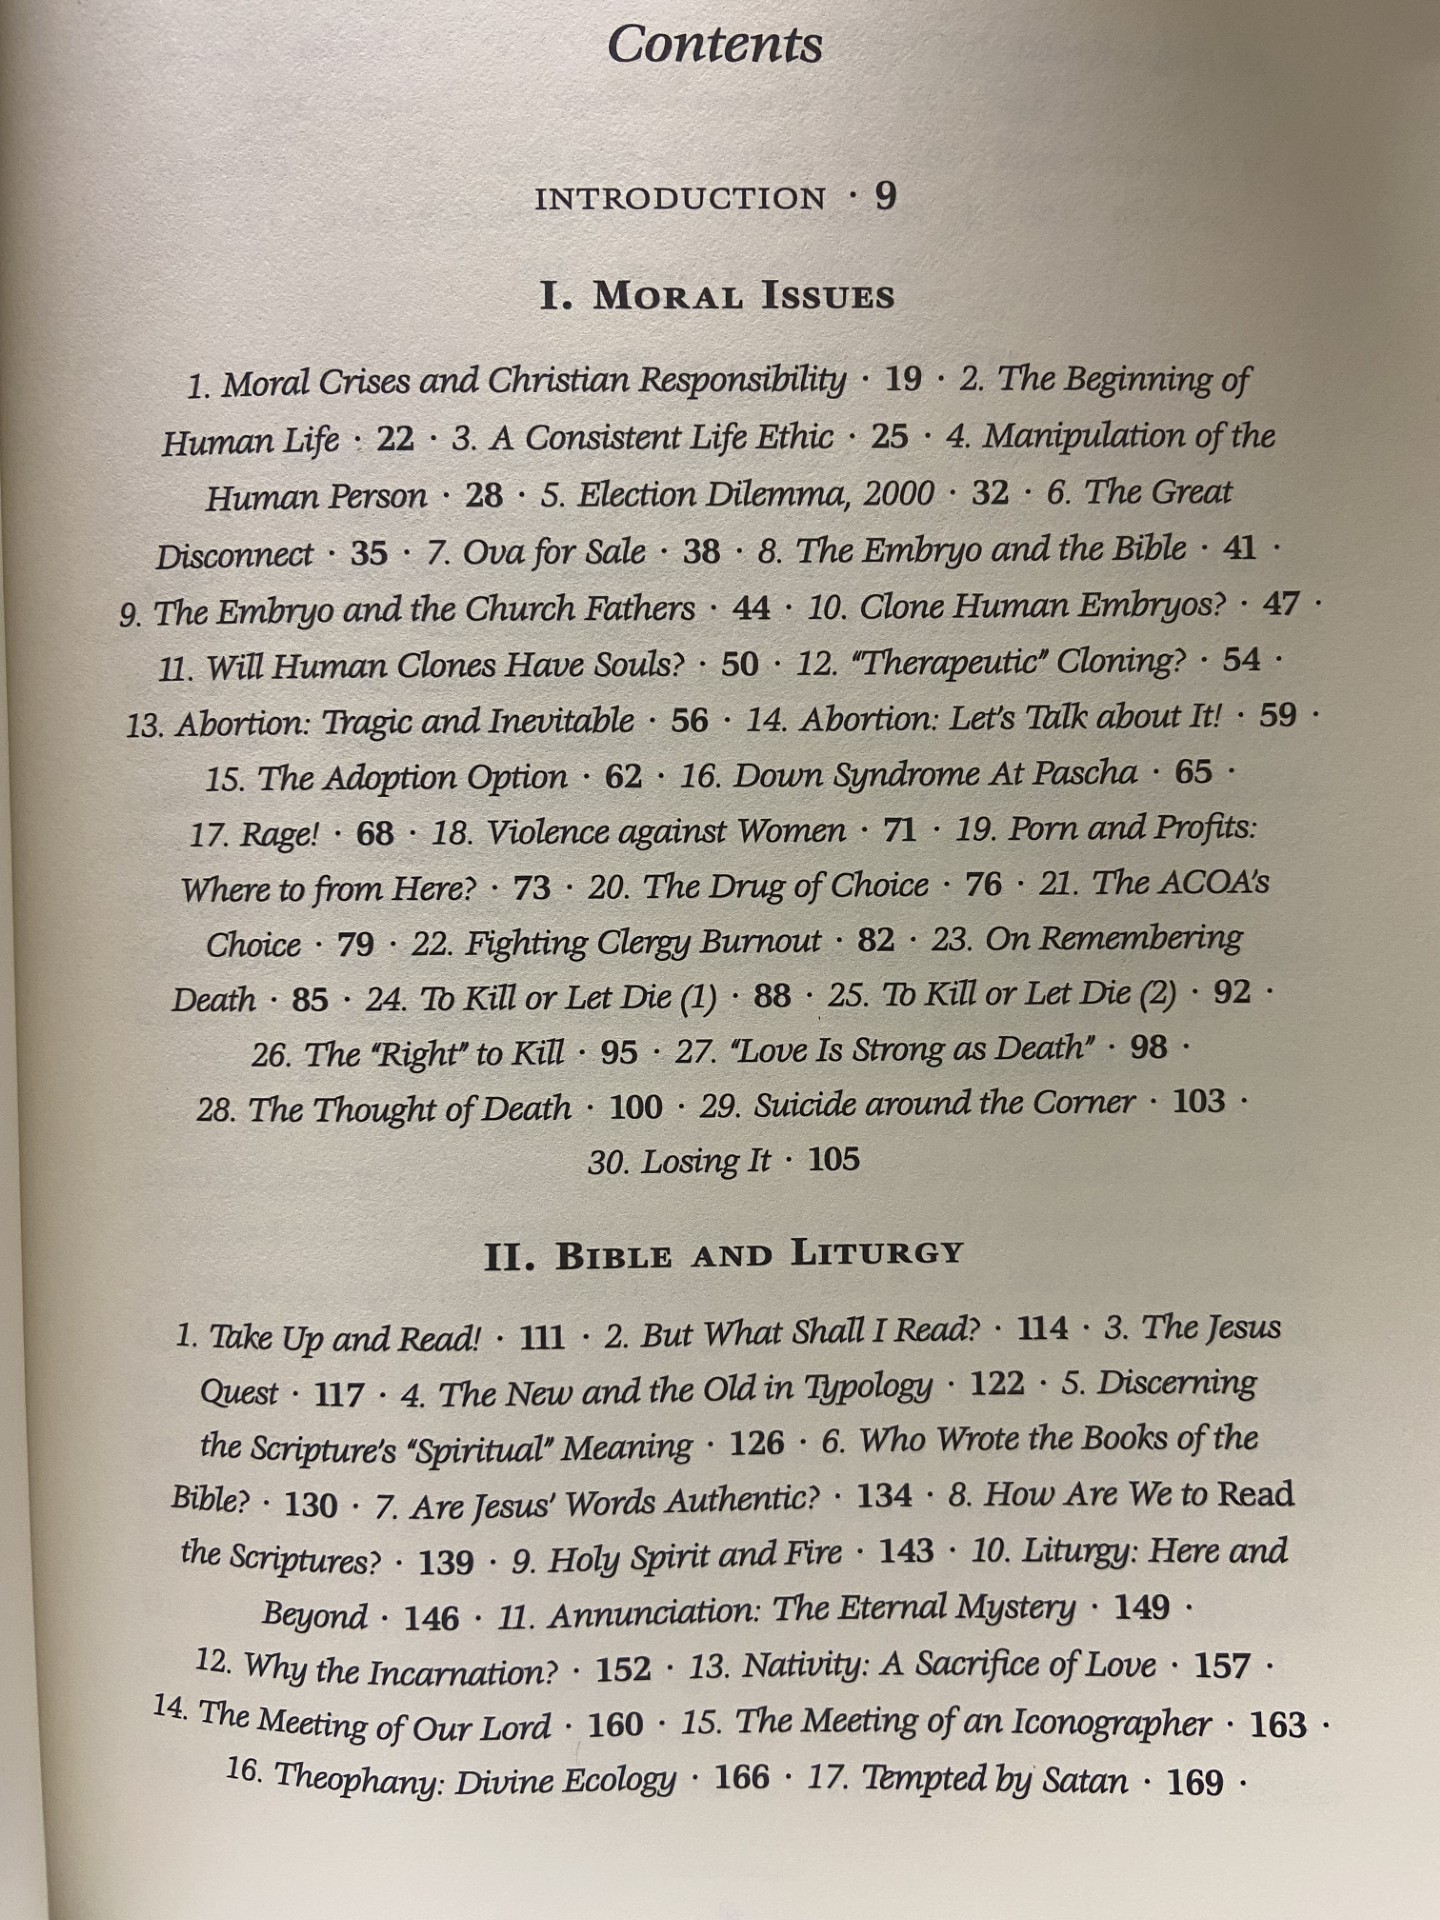 Contents
INTRODUCTION · 9
I. MORAL ISSUES
1. Moral Crises and Christian Responsibility · 19 · 2. The Beginning of
Human Life · 22 · 3. A Consistent Life Ethic · 25 · 4. Manipulation of the
Human Person · 28 · 5. Election Dilemma, 2000 · 32 · 6. The Great
Disconnect · 35 · 7. Ova for Sale · 38 · 8. The Embryo and the Bible · 41 ·
9. The Embryo and the Church Fathers · 44 · 10. Clone Human Embryos? · 47 ·
11. Will Human Clones Have Souls? · 50 · 12. “Therapeutic” Cloning? · 54 ·
13. Abortion: Tragic and Inevitable · 56 · 14. Abortion: Let’s Talk about It! · 59 ·
15. The Adoption Option · 62 · 16. Down Syndrome At Pascha · 65 ·
17. Rage! · 68 · 18. Violence against Women · 71 · 19. Porn and Profits:
Where to from Here? · 73 · 20. The Drug of Choice · 76 · 21. The ACOA’s
Choice · 79 · 22. Fighting Clergy Burnout · 82 · 23. On Remembering
Death · 85 · 24. To Kill or Let Die (1) · 88 · 25. To Kill or Let Die (2) · 92 ·
26. The “Right” to Kill · 95 · 27. “Love Is Strong as Death” · 98 ·
28. The Thought of Death · 100 · 29. Suicide around the Corner · 103 ·
30. Losing It · 105
II. BIBLE AND LITURGY
1. Take Up and Read! · 111 · 2. But What Shall I Read? · 114 · 3. The Jesus
Quest · 117 · 4. The New and the Old in Typology · 122 · 5. Discerning
the Scripture’s “Spiritual” Meaning · 126 · 6. Who Wrote the Books of the
Bible? · 130 · 7. Are Jesus’ Words Authentic? · 134 · 8. How Are We to Read
the Scriptures? · 139 · 9. Holy Spirit and Fire · 143 · 10. Liturgy: Here and
Beyond · 146 · 11. Annunciation: The Eternal Mystery · 149 ·
12. Why the Incarnation? · 152 · 13. Nativity: A Sacrifice of Love · 157 ·
14. The Meeting of Our Lord · 160 · 15. The Meeting of an Iconographer · 163 ·
16. Theophany: Divine Ecology · 166 · 17. Tempted by Satan · 169 ·